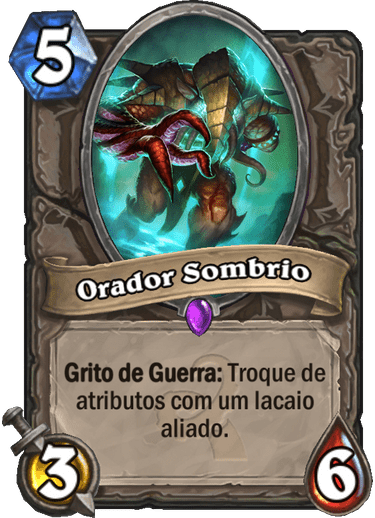 5
Orador Sombrio
Grito de Guerra: Troque de
atributos com um lacaio
aliado.
3
6